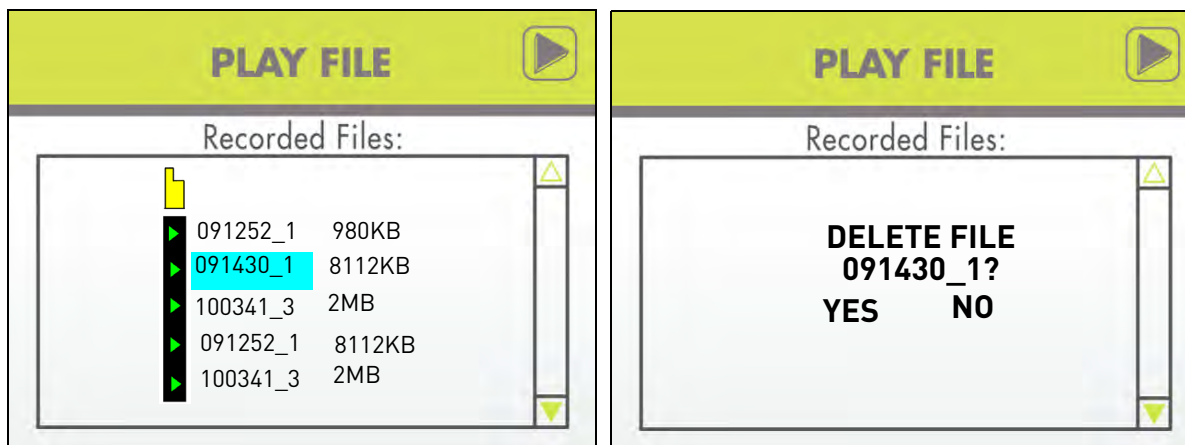 PLAY FILE
Recorded Files:
091252_1 980KB
091430_1 8112KB
100341_3 2MB
091252_1 8112KB
100341_3 2MB
PLAY FILE
Recorded Files:
DELETE FILE
091430_1?
YES NO